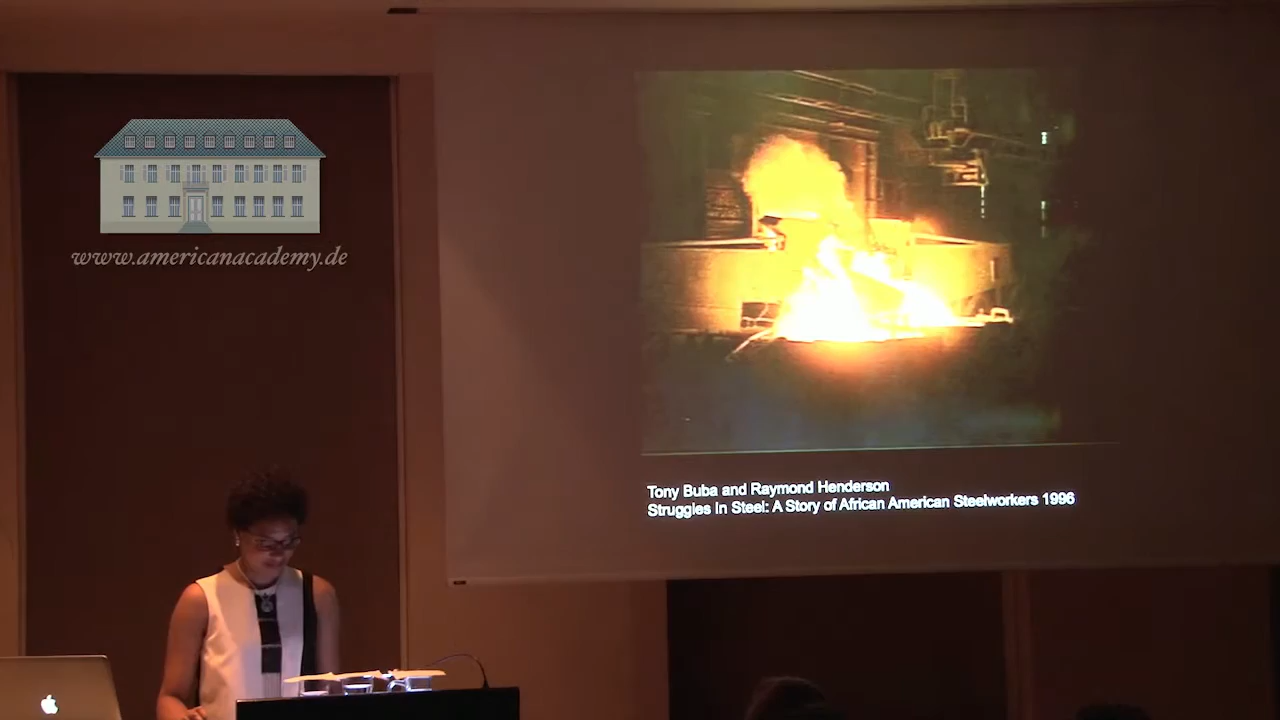 www.americanacademy.de
Tony Buba and Raymond Henderson
Struggles In Steel: A Story of African American Steelworkers 1996